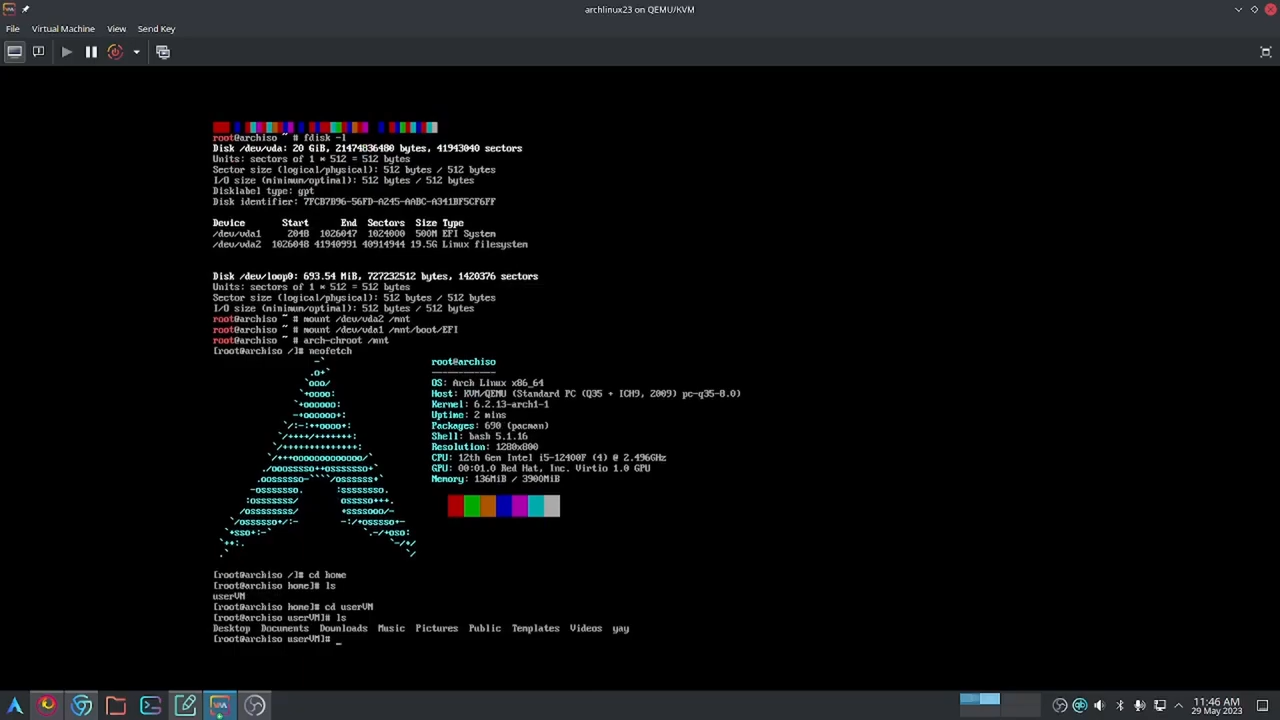 archlinux23 on QEMU/KVM
File Virtual Machine View Send Key
root@archiso ~ # fdisk -l
Disk /dev/vda: 20 GiB, 21474836480 bytes, 41943040 sectors
Units: sectors of 1 * 512 = 512 bytes
Sector size (logical/physical): 512 bytes / 512 bytes
I/O size (minimum/optimal): 512 bytes / 512 bytes
Disklabel type: gpt
Disk identifier: 7FCB7B96-56FD-A245-AABC-A341BF5CF6FF
Device Start End Sectors Size Type
/dev/vda1 2048 1026047 1024000 500M EFI System
/dev/vda2 1026048 41940991 40914944 19.5G Linux filesystem
Disk /dev/loop0: 693.54 MiB, 727232512 bytes, 1420376 sectors
Units: sectors of 1 * 512 = 512 bytes
Sector size (logical/physical): 512 bytes / 512 bytes
I/O size (minimum/optimal): 512 bytes / 512 bytes
root@archiso ~ # mount /dev/vda2 /mnt
root@archiso ~ # mount /dev/vda1 /mnt/boot/EFI
root@archiso ~ # arch-chroot /mnt
[root@archiso /]# neofetch
root@archiso
------------
OS: Arch Linux x86_64
Host: KVM/QEMU (Standard PC (Q35 + ICH9, 2009) pc-q35-8.0)
Kernel: 6.2.13-arch1-1
Uptime: 2 mins
Packages: 690 (pacman)
Shell: bash 5.1.16
Resolution: 1280x800
CPU: 12th Gen Intel i5-12400F (4) @ 2.496GHz
GPU: 00:01.0 Red Hat, Inc. Virtio 1.0 GPU
Memory: 136MiB / 3900MiB
[root@archiso /]# cd home
[root@archiso home]# ls
userVM
[root@archiso home]# cd userVM
[root@archiso userVM]# ls
Desktop Documents Downloads Music Pictures Public Templates Videos yay
[root@archiso userVM]# _
11:46 AM
29 May 2023